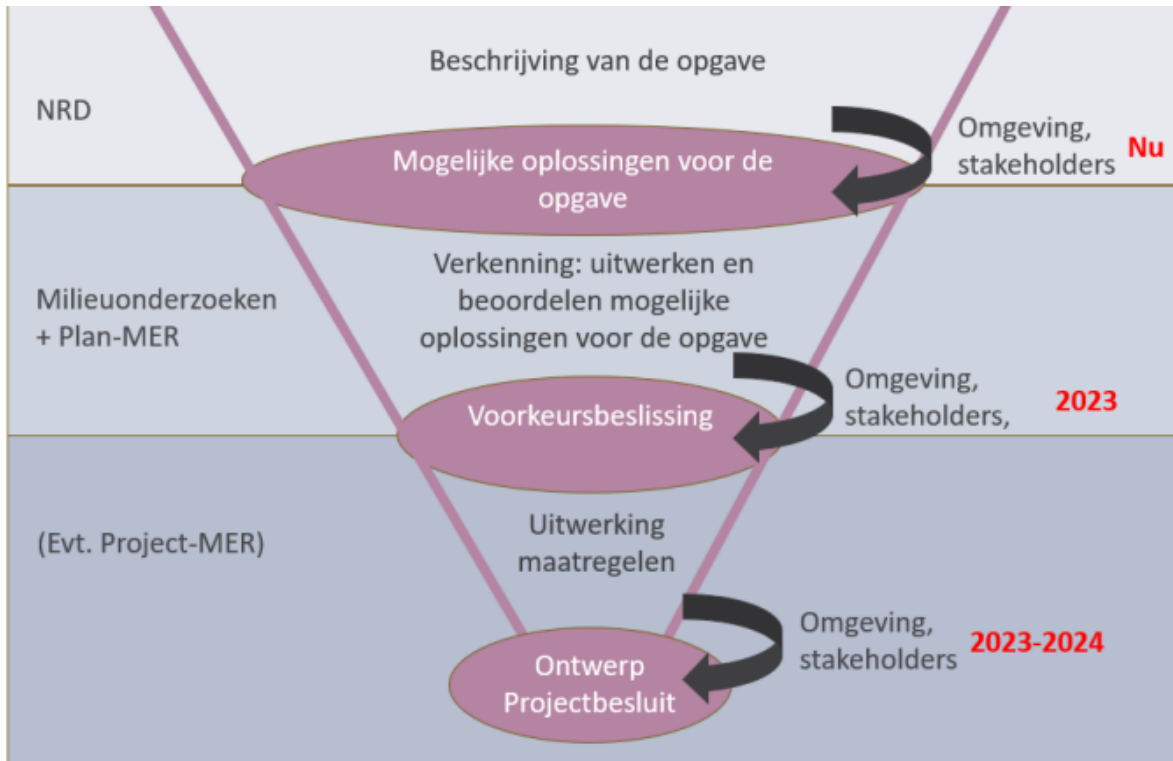 Beschrijving van de opgave
NRD
Mogelijke oplossingen voor de
opgave
Omgeving,
stakeholders
Nu
Milieuonderzoeken
+ Plan-MER
Verkenning: uitwerken en
beoordelen mogelijke
oplossingen voor de opgave
Voorkeursbeslissing
Omgeving,
stakeholders,
2023
(Evt. Project-MER)
Uitwerking
maatregelen
Omgeving,
stakeholders
2023-2024
Ontwerp
Projectbesluit